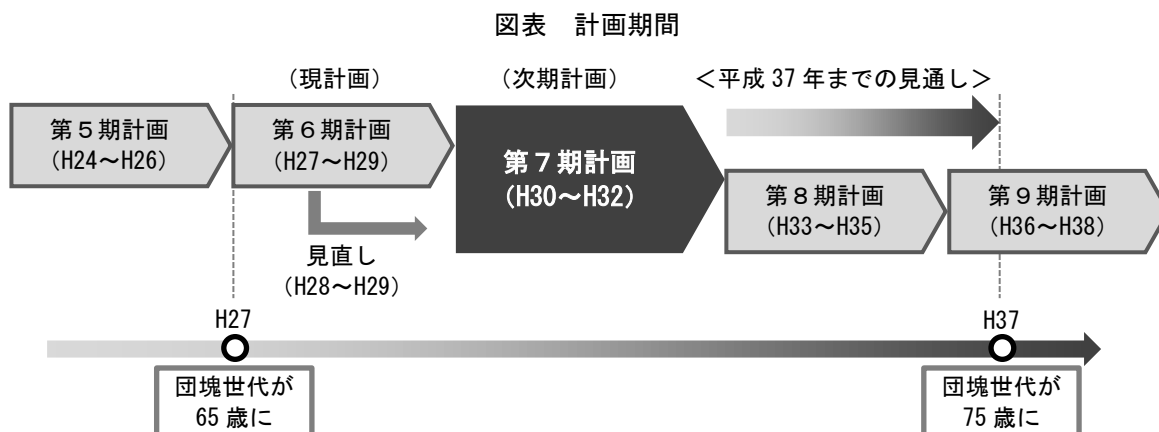 図表　計画期間
（現計画）
（次期計画）
＜平成 37 年までの見通し＞
第５期計画
（H24～H26）
第６期計画
（H27～H29）
第７期計画
（H30～H32）
第８期計画
（H33～H35）
第９期計画
（H36～H38）
見直し
（H28～H29）
H27
H37
団塊世代が
65 歳に
団塊世代が
75 歳に